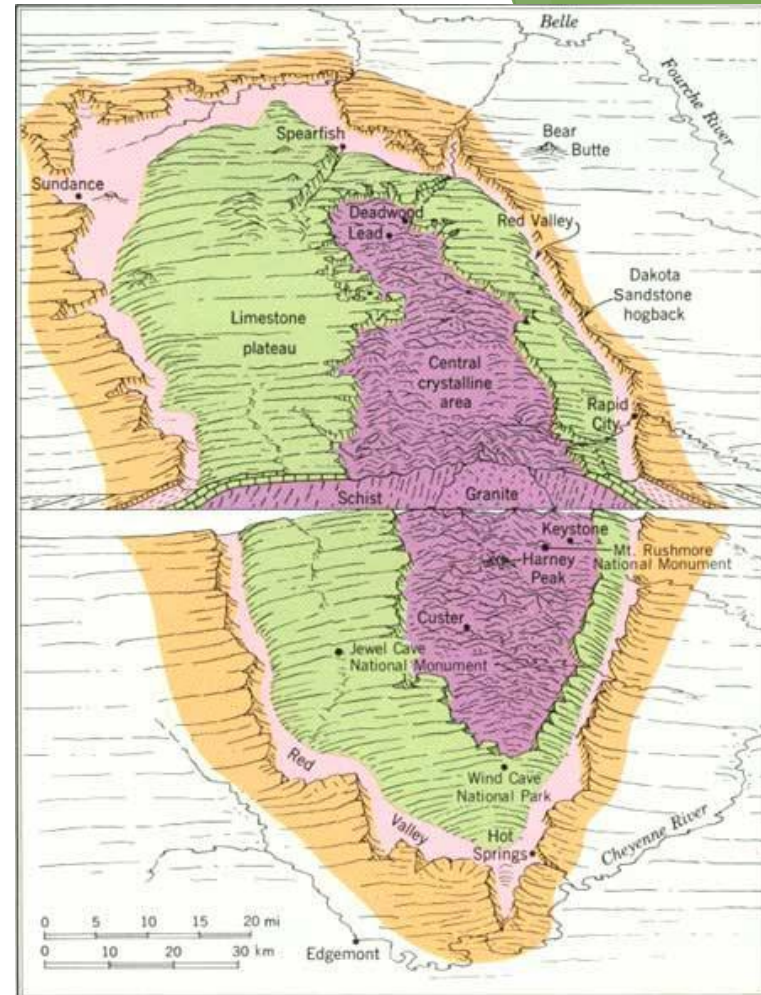 Belle
Fourche River
Bear
Butte
Spearfish
Sundance
Deadwood
Lead
Red Valley
Dakota
Sandstone
hogback
Limestone
plateau
Central
crystalline
area
Rapid
City
Schist
Granite
Keystone
Mt. Rushmore
National Monument
Harney
Peak
Custer
Jewel Cave
National Monument
Red
Valley
Wind Cave
National Park
Hot
Springs
Cheyenne River
0 5 10 15 20 mi
0 10 20 30 km
Edgemont